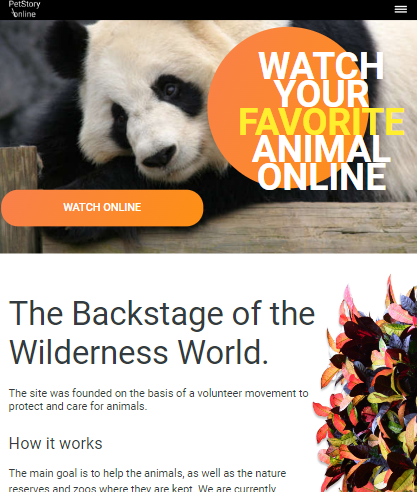 PetStory
online
WATCH
YOUR
FAVORITE
ANIMAL
ONLINE
WATCH ONLINE
The Backstage of the
Wilderness World.
The site was founded on the basis of a volunteer movement to
protect and care for animals.
How it works
The main goal is to help the animals, as well as the nature
reserves and zoos where they are kept. We are currently